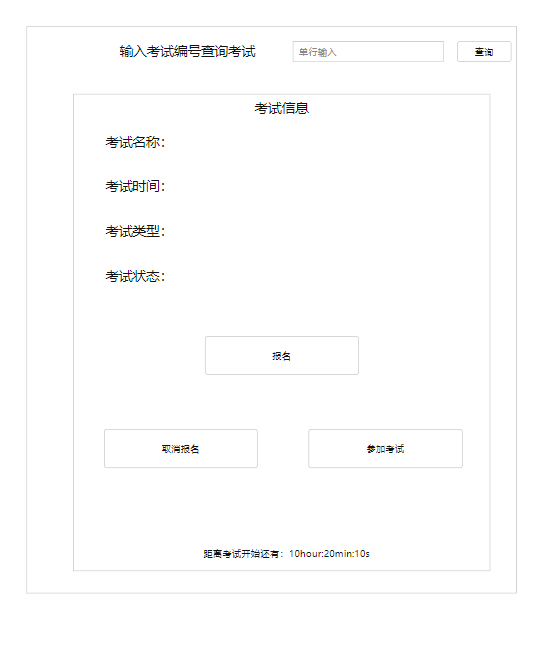 输入考试编号查询考试 单行输入 查询
考试信息
考试名称：
考试时间：
考试类型：
考试状态：
报名
取消报名 参加考试
距离考试开始还有：10hour:20min:10s